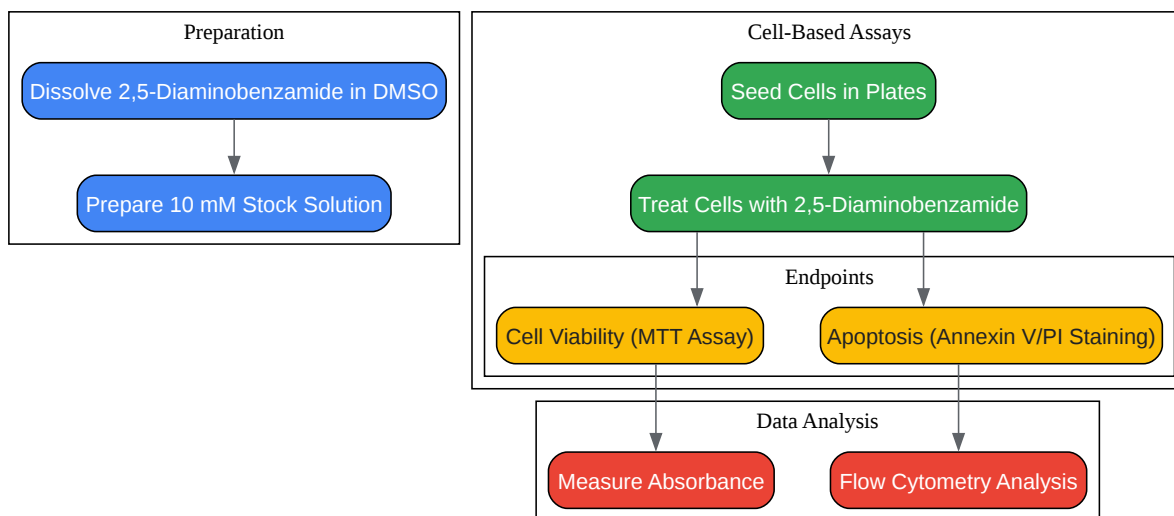 Preparation
Dissolve 2,5-Diaminobenzamide in DMSO
Prepare 10 mM Stock Solution
Cell-Based Assays
Seed Cells in Plates
Treat Cells with 2,5-Diaminobenzamide
Endpoints
Cell Viability (MTT Assay)
Apoptosis (Annexin V/PI Staining)
Data Analysis
Measure Absorbance
Flow Cytometry Analysis